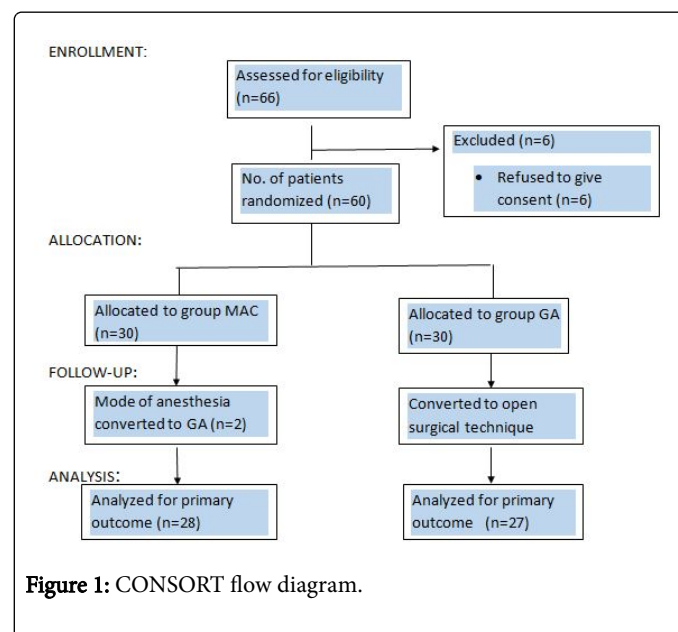 ENROLLMENT:
Assessed for eligibility
(n=66)
Excluded (n=6)
• Refused to give
consent (n=6)
No. of patients
randomized (n=60)
ALLOCATION:
Allocated to group MAC
(n=30)
Allocated to group GA
(n=30)
FOLLOW-UP:
Mode of anesthesia
converted to GA (n=2)
Converted to open
surgical technique
ANALYSIS:
Analyzed for primary
outcome (n=28)
Analyzed for primary
outcome (n=27)
Figure 1: CONSORT flow diagram.